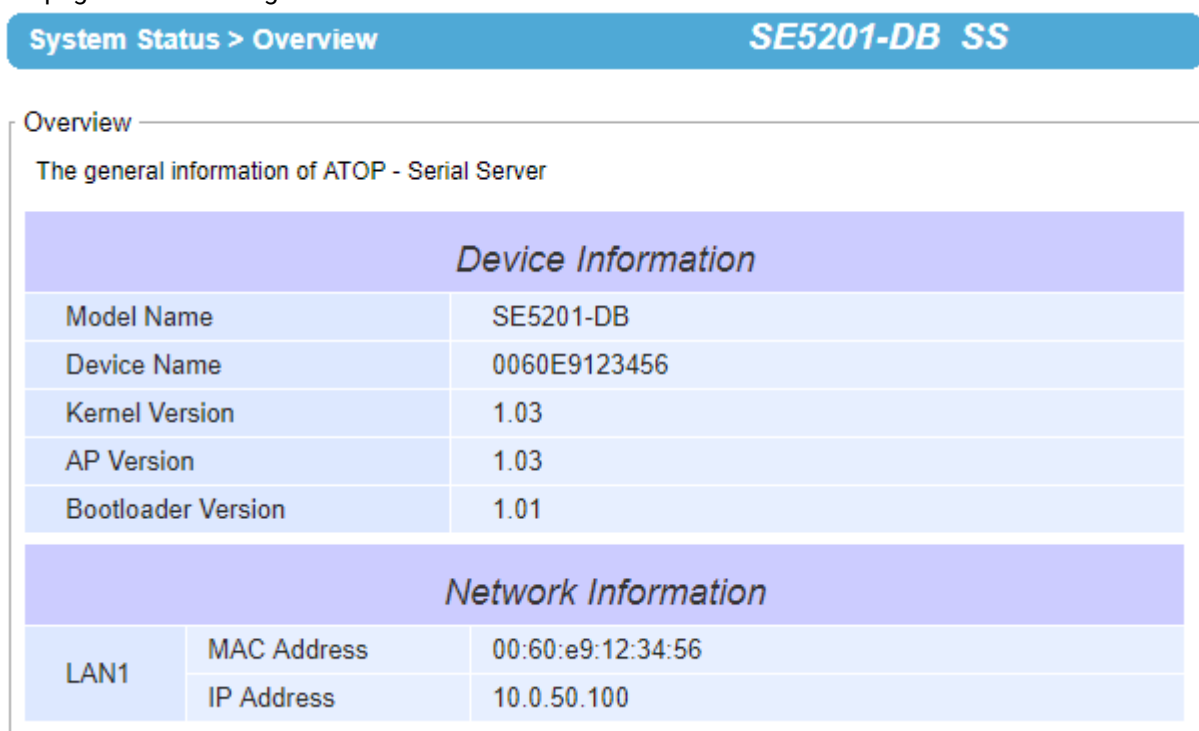 System Status > Overview SE5201-DB SS
Overview
The general information of ATOP - Serial Server
Device Information
Model Name SE5201-DB
Device Name 0060E9123456
Kernel Version 1.03
AP Version 1.03
Bootloader Version 1.01
Network Information
LAN1
MAC Address 00:60:e9:12:34:56
IP Address 10.0.50.100